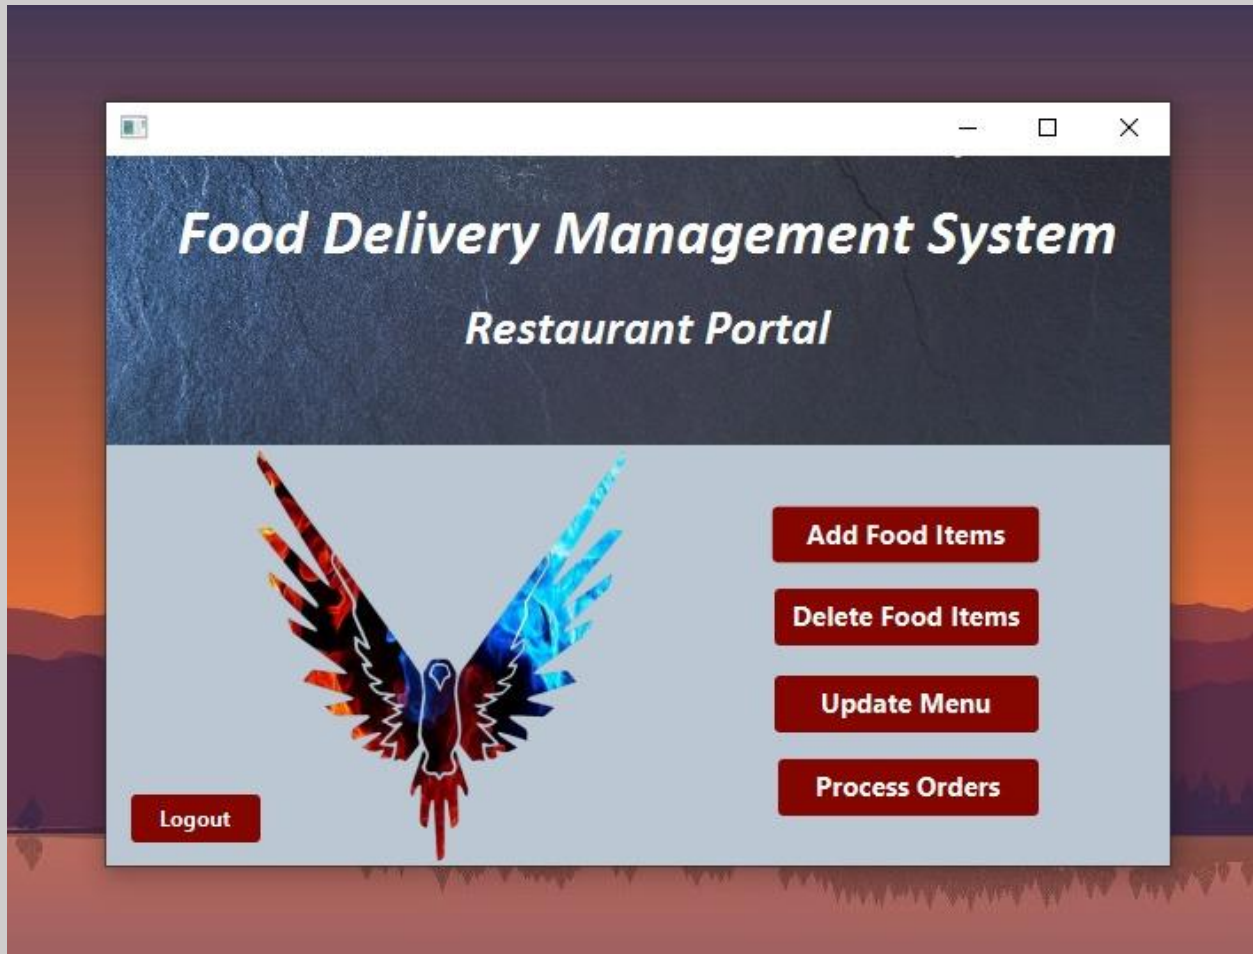 Food Delivery Management System
Restaurant Portal
Add Food Items
Delete Food Items
Update Menu
Process Orders
Logout